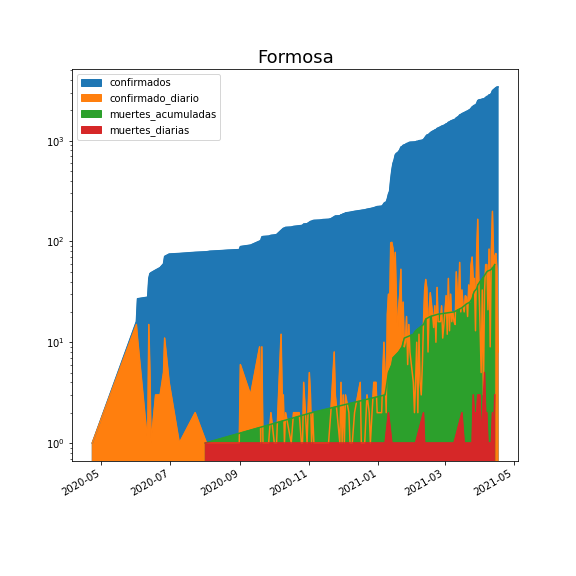 Formosa
confirmados
confirmado_diario
muertes_acumuladas
muertes_diarias
10³
10²
10¹
10⁰
2020-05
2020-07
2020-09
2020-11
2021-01
2021-03
2021-05